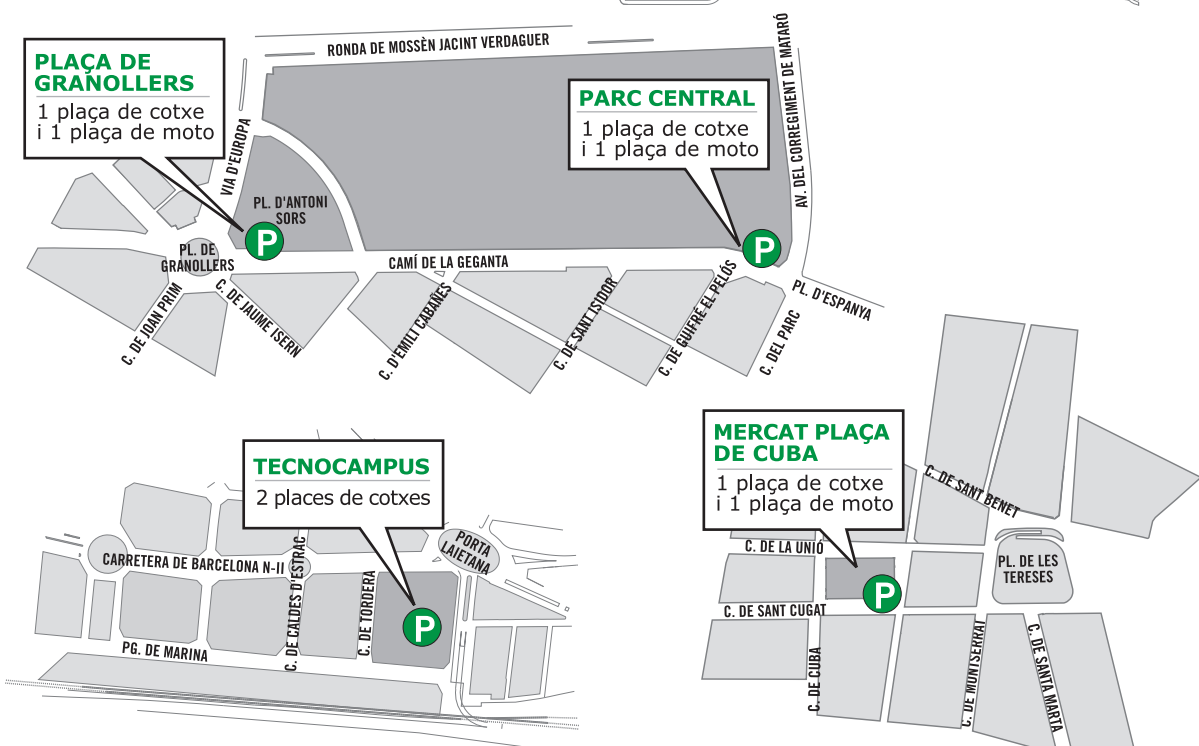 RONDA DE MOSSÈN JACINT VERDAGUER
PLAÇA DE
GRANOLLERS
1 plaça de cotxe
i 1 plaça de moto
PARC CENTRAL
1 plaça de cotxe
i 1 plaça de moto
AV. DEL CORREGIMENT DE MATARÓ
VIA D'EUROPA
PL. D'ANTONI
SORS
P
P
PL. DE
GRANOLLERS
CAMÍ DE LA GEGANTA
C. DE JOAN PRIM
C. DE JAUME ISERN
C. D'EMILI CABAÑES
C. DE SANT ISIDOR
C. DE GUIFRÉ EL PELÓS
C. DEL PARC
PL. D'ESPANYA
TECNOCAMPUS
2 places de cotxes
CARRETERA DE BARCELONA N-II
C. DE CALDES D'ESTRAC
C. DE TORDERA
PORTA
LAIETANA
P
PG. DE MARINA
MERCAT PLAÇA
DE CUBA
1 plaça de cotxe
i 1 plaça de moto
C. DE SANT BENET
C. DE LA UNIÓ
PL. DE LES
TERESES
P
C. DE SANT CUGAT
C. DE CUBA
C. DE MONTSERRAT
C. DE SANTA MARTA